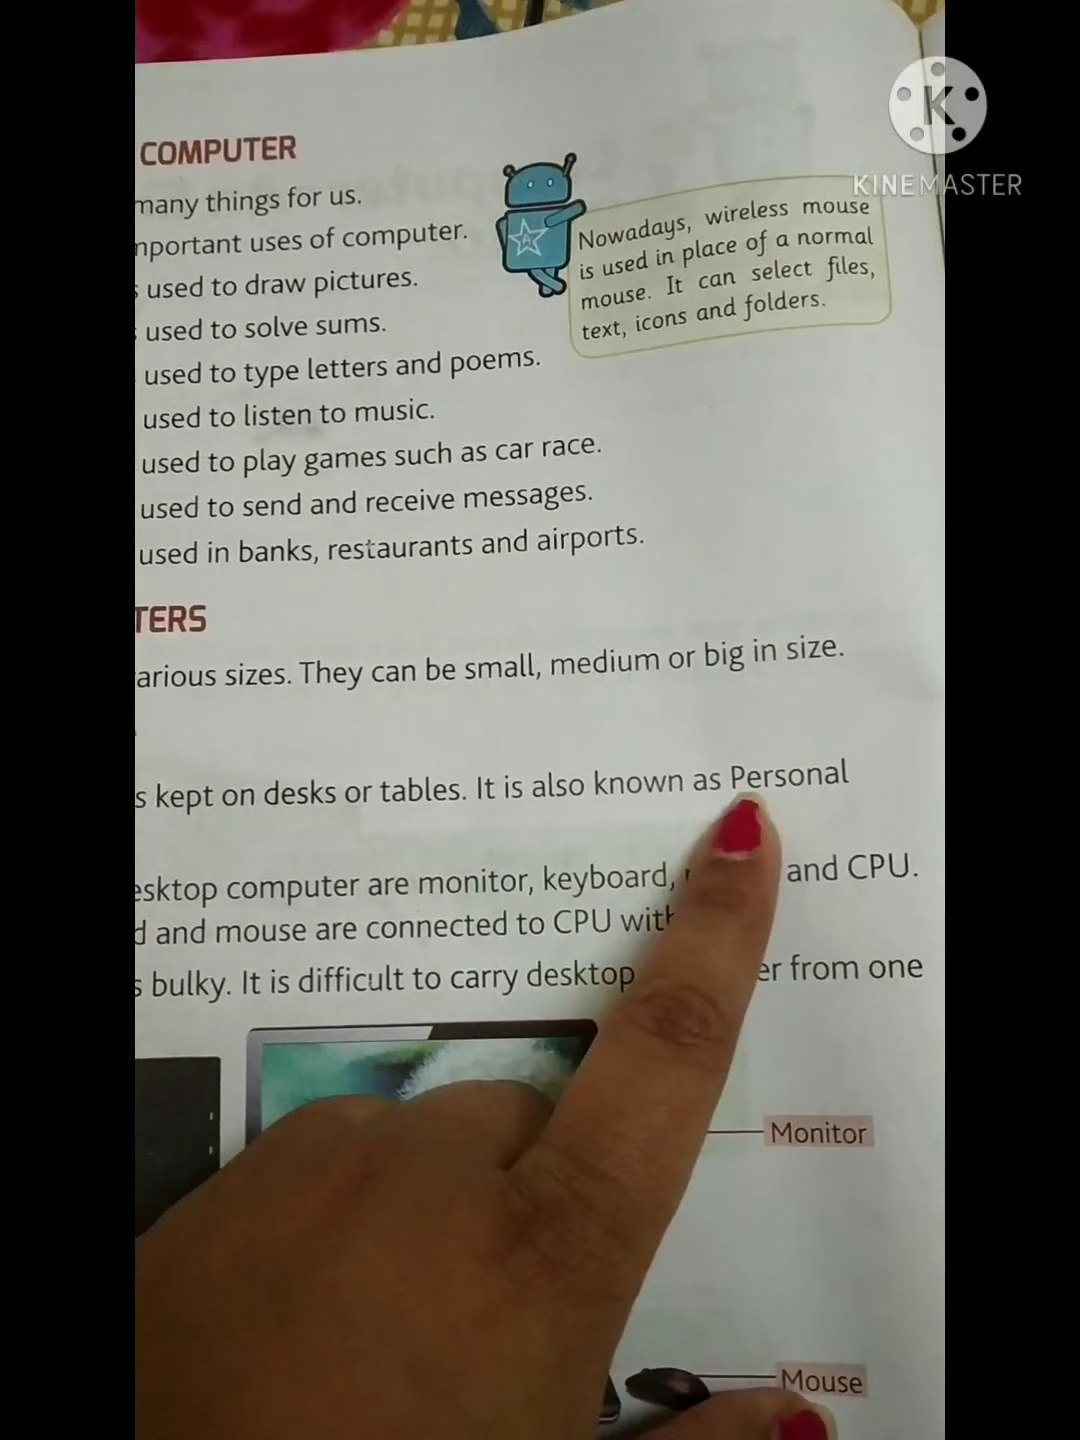 COMPUTER
many things for us.
important uses of computer.
used to draw pictures.
used to solve sums.
used to type letters and poems.
used to listen to music.
used to play games such as car race.
used to send and receive messages.
used in banks, restaurants and airports.
Nowadays, wireless mouse
is used in place of a normal
mouse. It can select files,
text, icons and folders.
KINEMASTER
TERS
arious sizes. They can be small, medium or big in size.
s kept on desks or tables. It is also known as Personal
esktop computer are monitor, keyboard, and CPU.
d and mouse are connected to CPU with
s bulky. It is difficult to carry desktop er from one
Monitor
Mouse